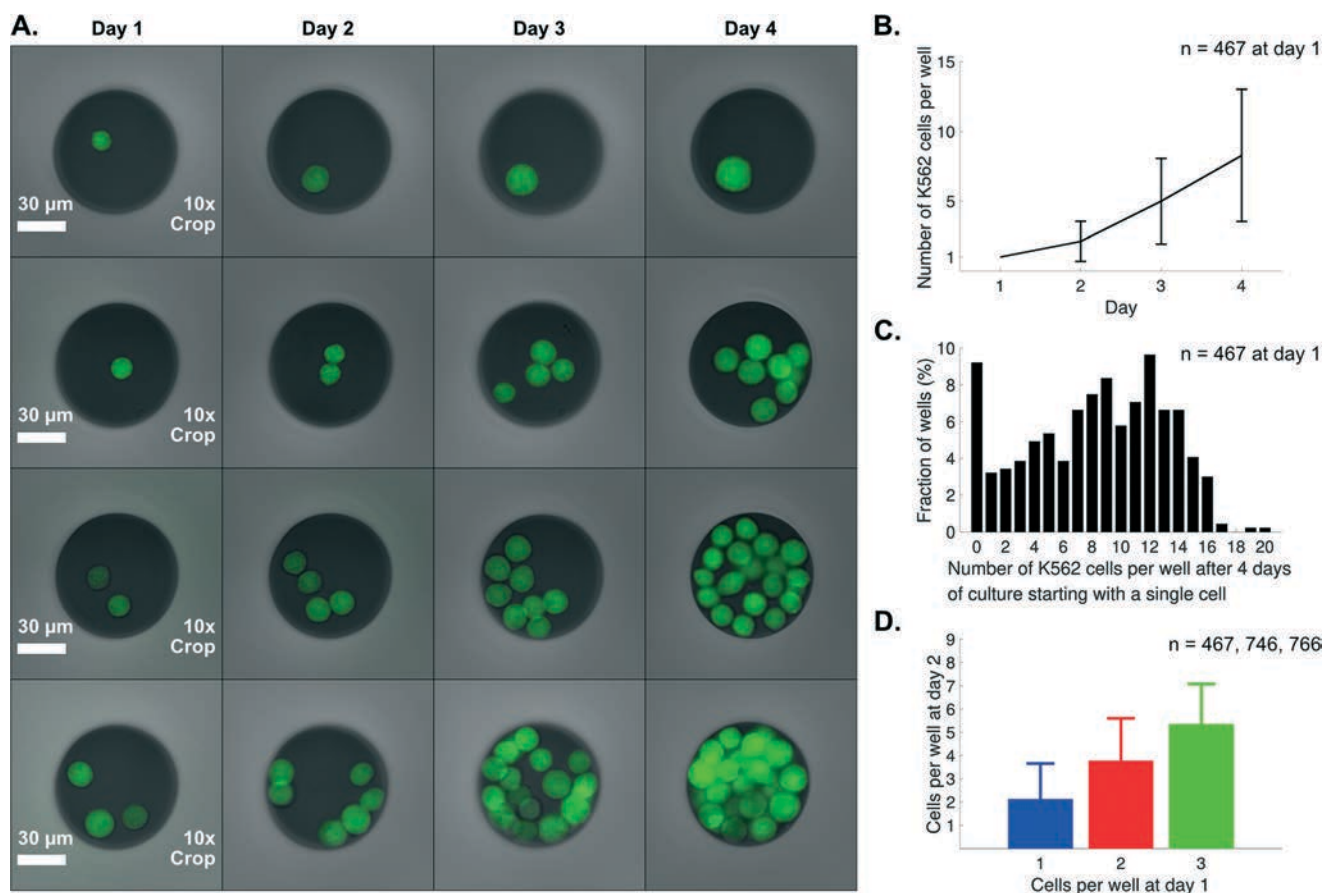 A.
Day 1 Day 2 Day 3 Day 4
30 µm 10x
Crop
30 µm 10x
Crop
30 µm 10x
Crop
30 µm 10x
Crop
B.
n = 467 at day 1
Number of K562 cells per well
15
10
5
1
1 2 3 4
Day
C.
n = 467 at day 1
Fraction of wells (%)
10
8
6
4
2
0
0 2 4 6 8 10 12 14 16 18 20
Number of K562 cells per well after 4 days
of culture starting with a single cell
D.
n = 467, 746, 766
Cells per well at day 2
9
8
7
6
5
4
3
2
1
1 2 3
Cells per well at day 1